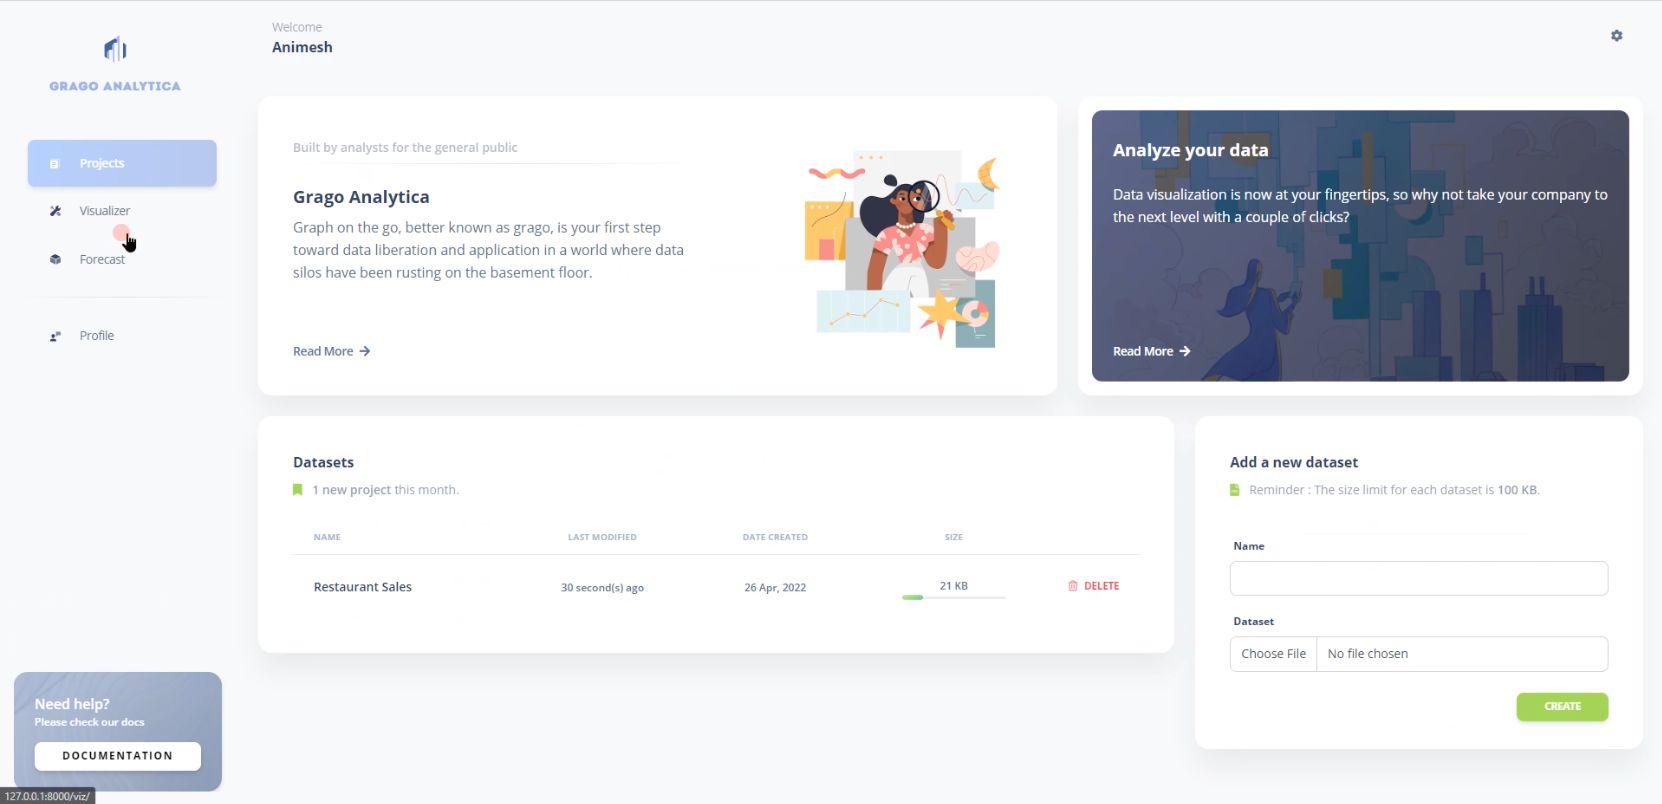 Welcome
Animesh
GRAGO ANALYTICA
Projects
Visualizer
Forecast
Profile
Built by analysts for the general public
Grago Analytica
Graph on the go, better known as grago, is your first step
toward data liberation and application in a world where data
silos have been rusting on the basement floor.
Read More
Analyze your data
Data visualization is now at your fingertips, so why not take your company to
the next level with a couple of clicks?
Read More
Datasets
1 new project this month.
NAME LAST MODIFIED DATE CREATED SIZE
Restaurant Sales 30 second(s) ago 26 Apr, 2022 21 KB DELETE
Add a new dataset
Reminder : The size limit for each dataset is 100 KB.
Name
Dataset
Choose File No file chosen
CREATE
Need help?
Please check our docs
DOCUMENTATION
127.0.0.1:8000/viz/